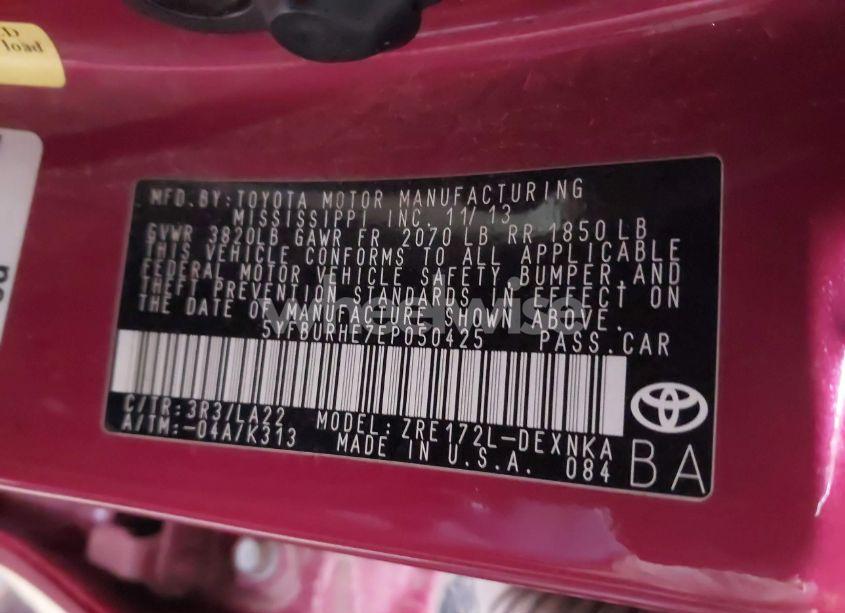 D
load
MFD.BY:TOYOTA MOTOR MANUFACTURING
MISSISSIPPI INC. 11/13
GVWR 3820LB GAWR FR 2070 LB RR 1850 LB
THIS VEHICLE CONFORMS TO ALL APPLICABLE
FEDERAL MOTOR VEHICLE SAFETY,BUMPER,AND
THEFT PREVENTION STANDARDS IN EFFECT ON
THE DATE OF MANUFACTURE SHOWN ABOVE.
5YFBURHE7EP050425 PASS.CAR
C/TR:3R3/LA22 MODEL:ZRE172L-DEXNKA
A/TM:-04A/K313 MADE IN U.S.A. 084
BA